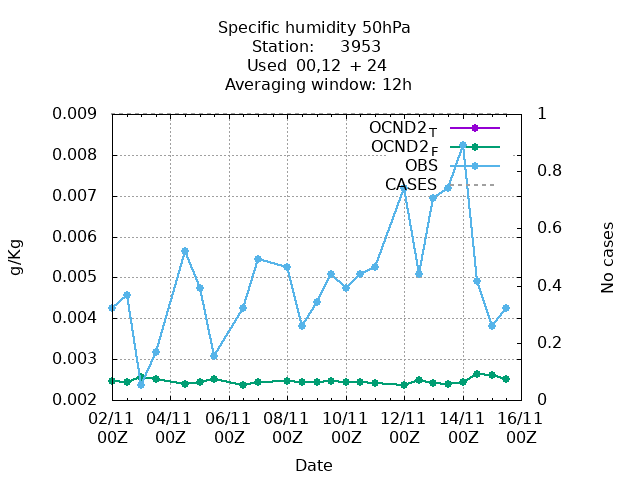 Specific humidity 50hPa
Station: 3953
Used 00,12 + 24
Averaging window: 12h
0.009
0.008
0.007
0.006
0.005
0.004
0.003
0.002
g/Kg
1
0.8
0.6
0.4
0.2
0
No cases
OCND2 T
OCND2 F
OBS
CASES
02/11 04/11 06/11 08/11 10/11 12/11 14/11 16/11
00Z 00Z 00Z 00Z 00Z 00Z 00Z 00Z
Date